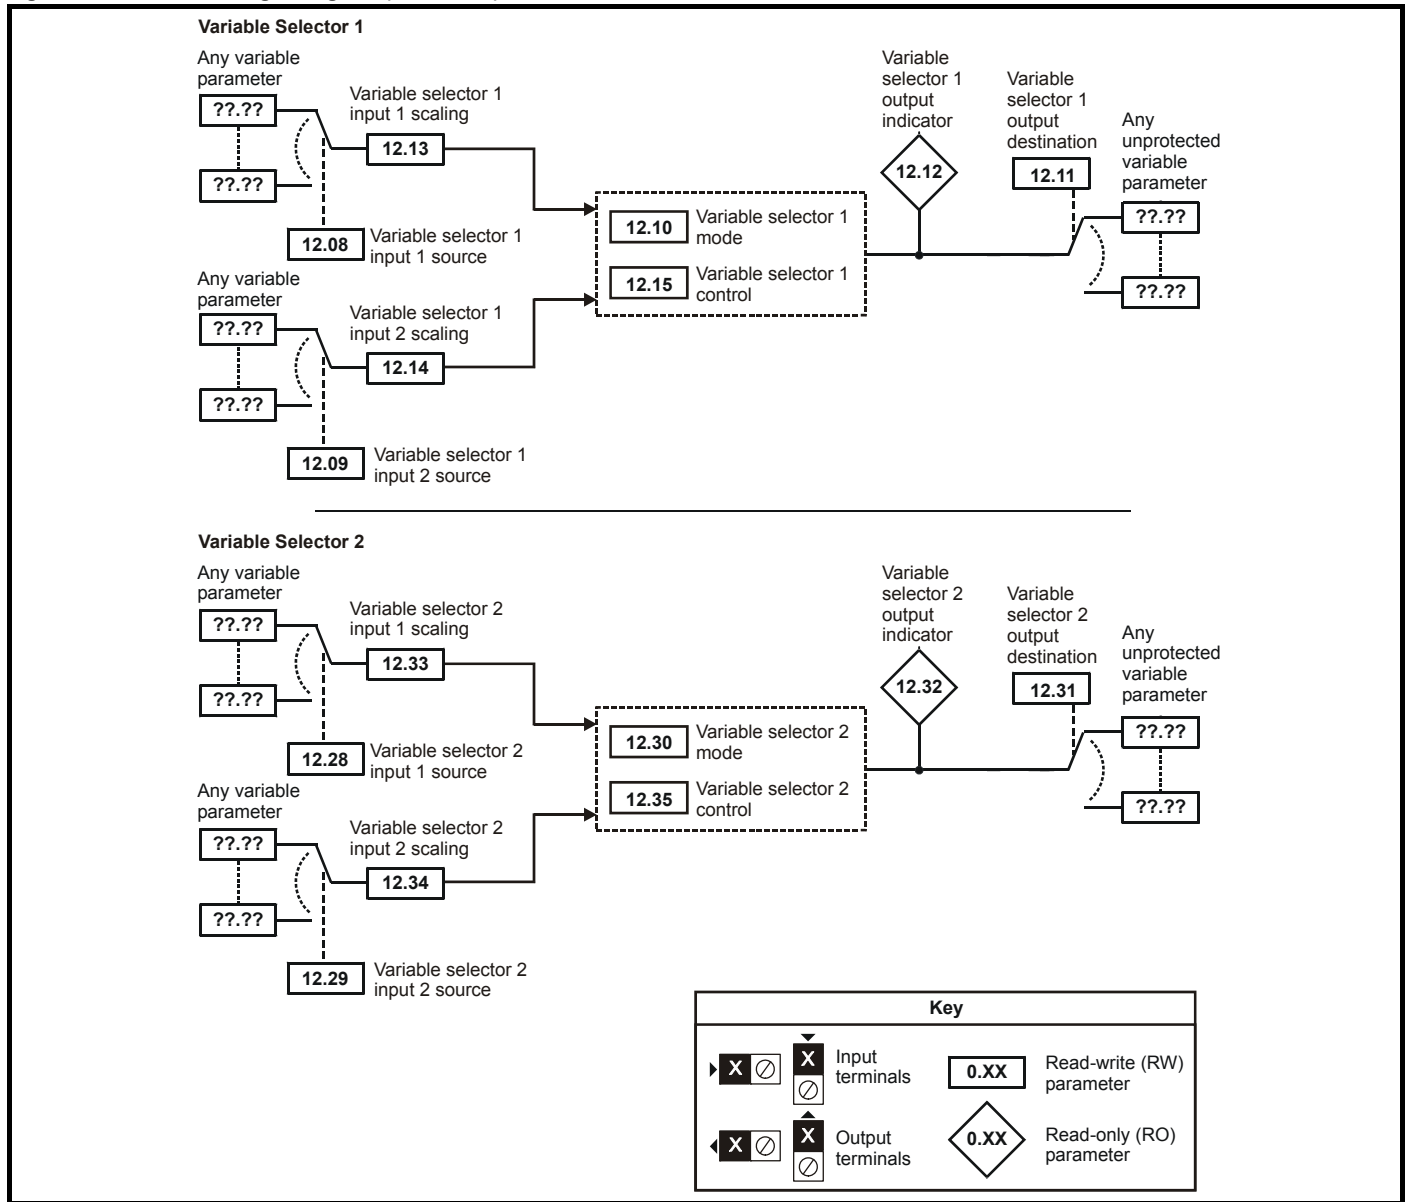 Variable Selector 1
Any variable
parameter
??.??
??.??
Variable selector 1
input 1 scaling
12.13
12.08
Variable selector 1
input 1 source
Any variable
parameter
??.??
??.??
Variable selector 1
input 2 scaling
12.14
12.09
Variable selector 1
input 2 source
12.10
Variable selector 1
mode
12.15
Variable selector 1
control
Variable
selector 1
output
indicator
12.12
Variable
selector 1
output
destination
12.11
Any
unprotected
variable
parameter
??.??
??.??
Variable Selector 2
Any variable
parameter
??.??
??.??
Variable selector 2
input 1 scaling
12.33
12.28
Variable selector 2
input 1 source
Any variable
parameter
??.??
??.??
Variable selector 2
input 2 scaling
12.34
12.29
Variable selector 2
input 2 source
12.30
Variable selector 2
mode
12.35
Variable selector 2
control
Variable
selector 2
output
indicator
12.32
Variable
selector 2
output
destination
12.31
Any
unprotected
variable
parameter
??.??
??.??
Key
X
X
Input
terminals
0.XX
Read-write (RW)
parameter
X
X
Output
terminals
0.XX
Read-only (RO)
parameter